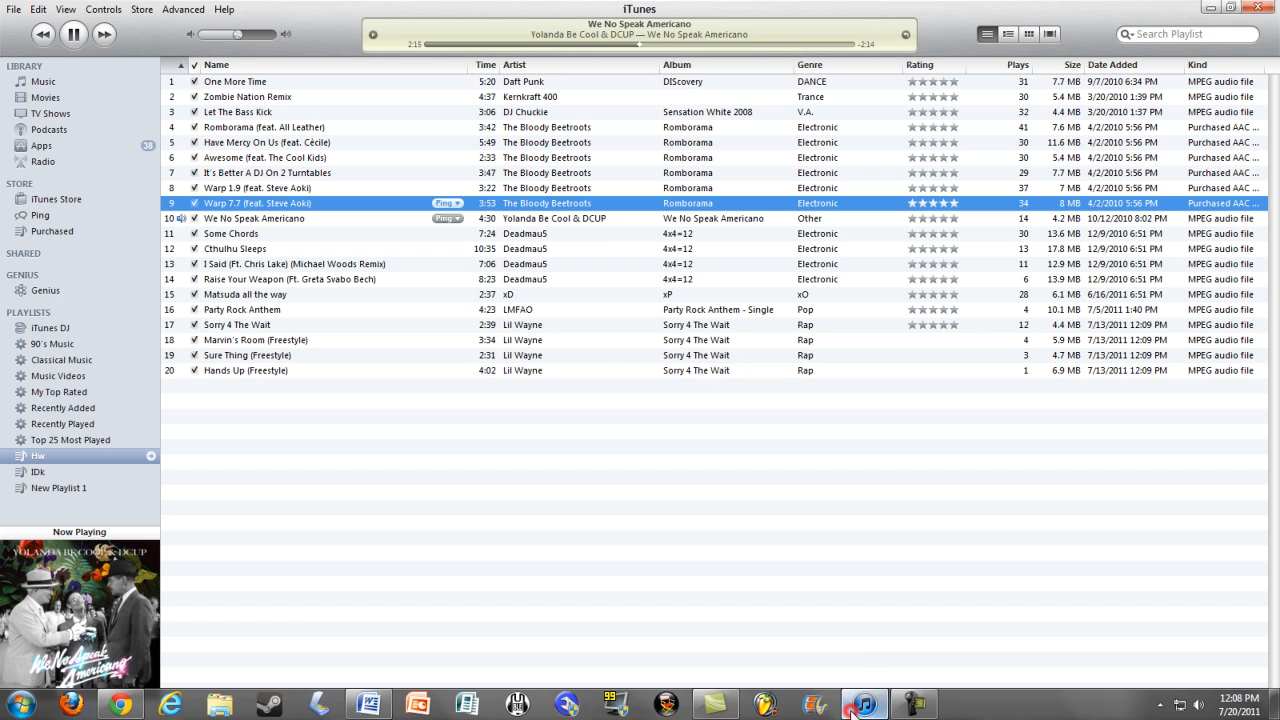 iTunes
File Edit View Controls Store Advanced Help
We No Speak Americano
Yolanda Be Cool & DCUP — We No Speak Americano
2:15 -2:14
Search Playlist
LIBRARY
Music
Movies
TV Shows
Podcasts
Apps 38
Radio
STORE
iTunes Store
Ping
Purchased
SHARED
GENIUS
Genius
PLAYLISTS
iTunes DJ
90's Music
Classical Music
Music Videos
My Top Rated
Recently Added
Recently Played
Top 25 Most Played
Hw
IDk
New Playlist 1
Now Playing
YOLANDA BE COOL & DCUP
We No Speak Americano
Name Time Artist Album Genre Rating Plays Size Date Added Kind
1 One More Time 5:20 Daft Punk DIScovery DANCE 31 7.7 MB 9/7/2010 6:34 PM MPEG audio file
2 Zombie Nation Remix 4:37 Kernkraft 400 Trance 30 5.4 MB 3/20/2010 1:39 PM MPEG audio file
3 Let The Bass Kick 3:06 DJ Chuckie Sensation White 2008 V.A. 32 4.4 MB 3/20/2010 1:37 PM MPEG audio file
4 Romborama (feat. All Leather) 3:42 The Bloody Beetroots Romborama Electronic 41 7.6 MB 4/2/2010 5:56 PM Purchased AAC ...
5 Have Mercy On Us (feat. Cécile) 5:49 The Bloody Beetroots Romborama Electronic 30 11.6 MB 4/2/2010 5:56 PM Purchased AAC ...
6 Awesome (feat. The Cool Kids) 2:33 The Bloody Beetroots Romborama Electronic 30 5.4 MB 4/2/2010 5:56 PM Purchased AAC ...
7 It's Better A DJ On 2 Turntables 3:47 The Bloody Beetroots Romborama Electronic 29 7.7 MB 4/2/2010 5:56 PM Purchased AAC ...
8 Warp 1.9 (feat. Steve Aoki) 3:22 The Bloody Beetroots Romborama Electronic 37 7 MB 4/2/2010 5:56 PM Purchased AAC ...
9 Warp 7.7 (feat. Steve Aoki) Ping 3:53 The Bloody Beetroots Romborama Electronic 34 8 MB 4/2/2010 5:56 PM Purchased AAC ...
10 We No Speak Americano Ping 4:30 Yolanda Be Cool & DCUP We No Speak Americano Other 14 4.2 MB 10/12/2010 8:02 PM MPEG audio file
11 Some Chords 7:24 Deadmau5 4x4=12 Electronic 30 13.6 MB 12/9/2010 6:51 PM MPEG audio file
12 Cthulhu Sleeps 10:35 Deadmau5 4x4=12 Electronic 13 17.8 MB 12/9/2010 6:51 PM MPEG audio file
13 I Said (Ft. Chris Lake) (Michael Woods Remix) 7:06 Deadmau5 4x4=12 Electronic 11 12.9 MB 12/9/2010 6:51 PM MPEG audio file
14 Raise Your Weapon (Ft. Greta Svabo Bech) 8:23 Deadmau5 4x4=12 Electronic 6 13.9 MB 12/9/2010 6:51 PM MPEG audio file
15 Matsuda all the way 2:37 xD xP xO 28 6.1 MB 6/16/2011 6:51 PM MPEG audio file
16 Party Rock Anthem 4:23 LMFAO Party Rock Anthem - Single Pop 4 10.1 MB 7/5/2011 1:40 PM MPEG audio file
17 Sorry 4 The Wait 2:39 Lil Wayne Sorry 4 The Wait Rap 12 4.4 MB 7/13/2011 12:09 PM MPEG audio file
18 Marvin's Room (Freestyle) 3:34 Lil Wayne Sorry 4 The Wait Rap 4 5.9 MB 7/13/2011 12:09 PM MPEG audio file
19 Sure Thing (Freestyle) 2:31 Lil Wayne Sorry 4 The Wait Rap 3 4.7 MB 7/13/2011 12:09 PM MPEG audio file
20 Hands Up (Freestyle) 4:02 Lil Wayne Sorry 4 The Wait Rap 1 6.9 MB 7/13/2011 12:09 PM MPEG audio file
99
12:08 PM
7/20/2011